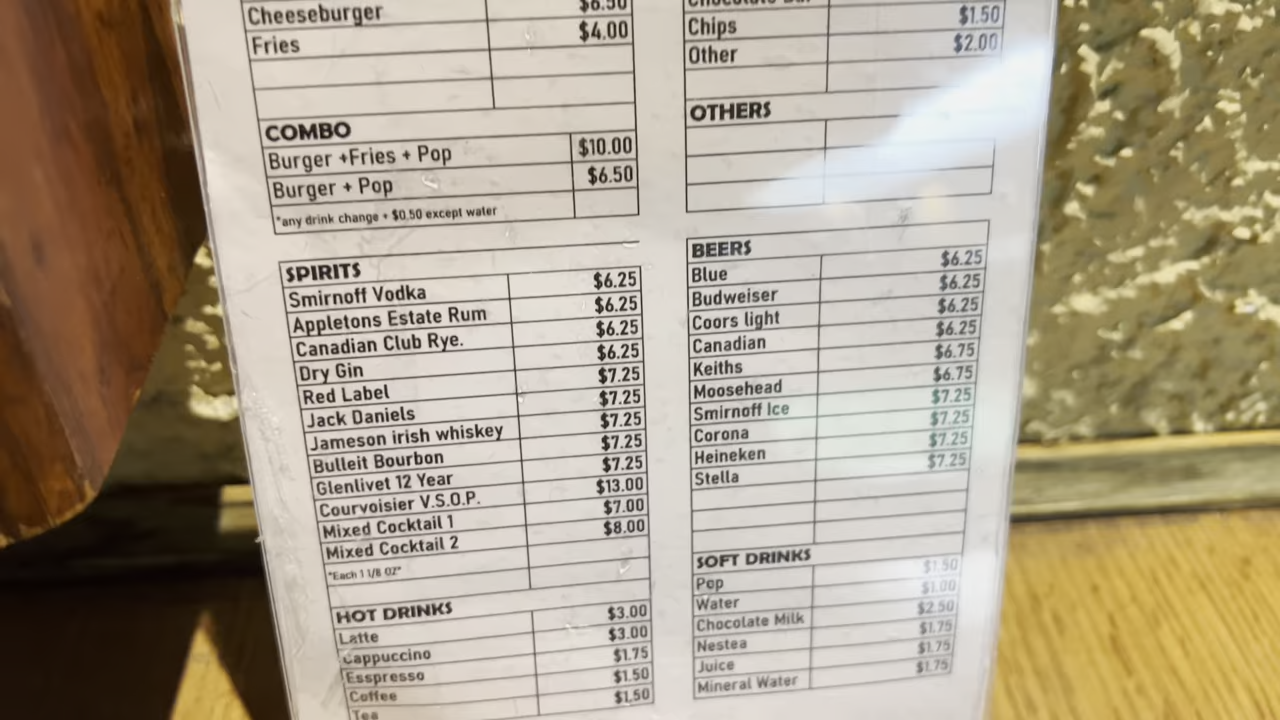 Cheeseburger $6.50
Fries $4.00
COMBO
Burger +Fries + Pop $10.00
Burger + Pop $6.50
*any drink change + $0,50 except water
SPIRITS
Smirnoff Vodka $6.25
Appletons Estate Rum $6.25
Canadian Club Rye. $6.25
Dry Gin $6.25
Red Label $7.25
Jack Daniels $7.25
Jameson irish whiskey $7.25
Bulleit Bourbon $7.25
Glenlivet 12 Year $7.25
Courvoisier V.S.O.P. $13.00
Mixed Cocktail 1 $7.00
Mixed Cocktail 2 $8.00
*Each 1 1/8 OZ*
HOT DRINKS
Latte $3.00
Cappuccino $3.00
Esspresso $1.75
Coffee $1.50
Tea $1,50
Chips $1.50
Other $2.00
OTHERS
BEERS
Blue $6.25
Budweiser $6.25
Coors light $6.25
Canadian $6.25
Keiths $6.75
Moosehead $6.75
Smirnoff Ice $7.25
Corona $7.25
Heineken $7.25
Stella $7.25
SOFT DRINKS
Pop $1.50
Water $1.00
Chocolate Milk $2.50
Nestea $1.75
Juice $1.75
Mineral Water $1.75